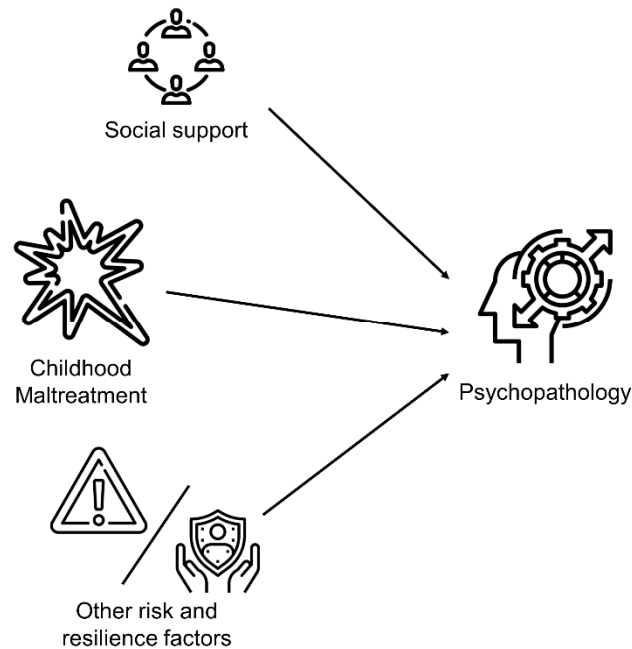 Social support
Childhood
Maltreatment
Psychopathology
Other risk and
resilience factors